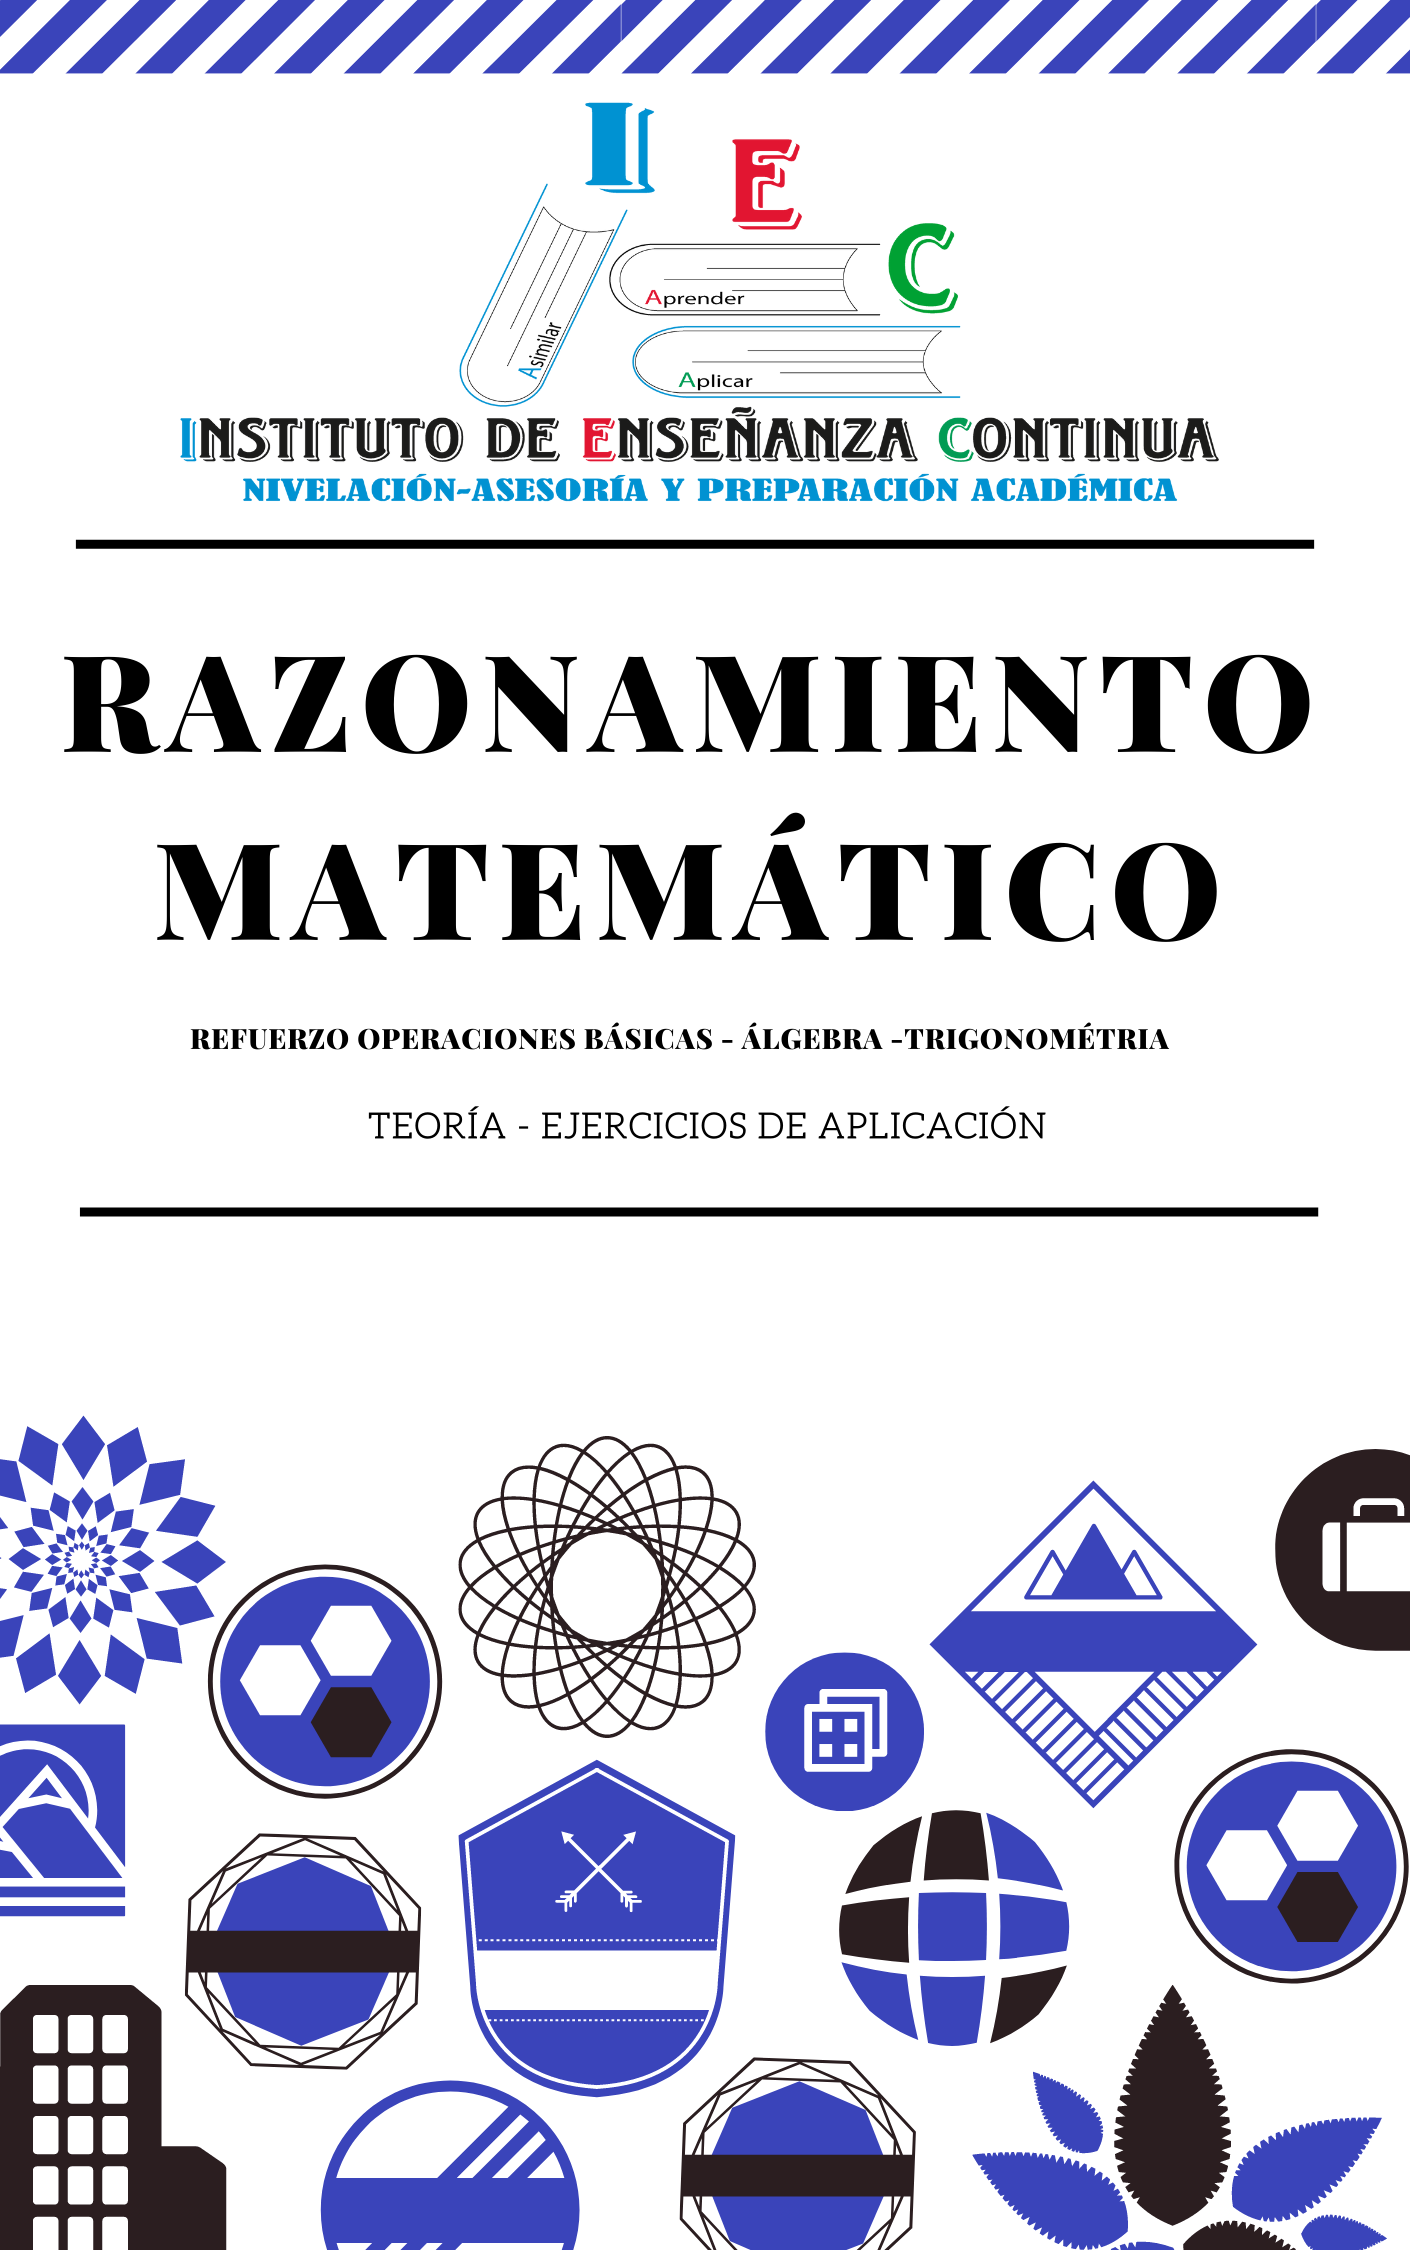 I E C
Asimilar
Aprender
Aplicar
INSTITUTO DE ENSEÑANZA CONTINUA
NIVELACIÓN-ASESORÍA Y PREPARACIÓN ACADÉMICA
RAZONAMIENTO
MATEMÁTICO
REFUERZO OPERACIONES BÁSICAS - ÁLGEBRA -TRIGONOMÉTRIA
TEORÍA - EJERCICIOS DE APLICACIÓN